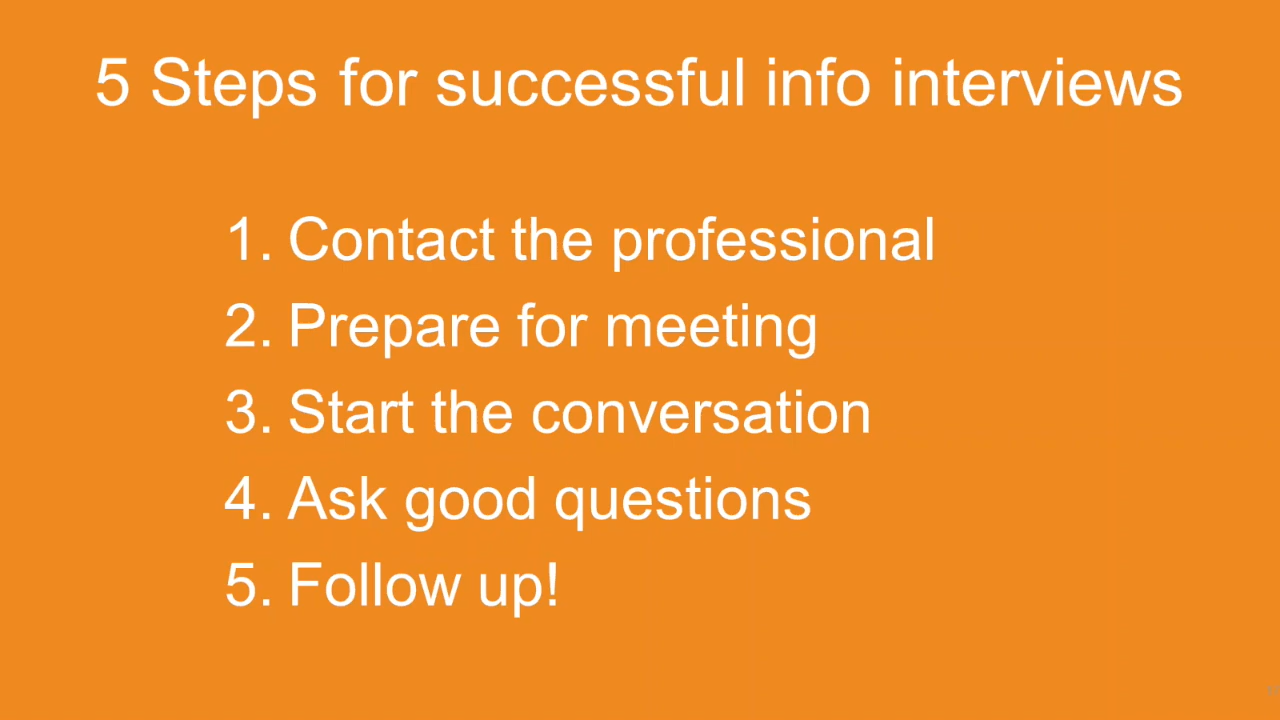 5 Steps for successful info interviews
1. Contact the professional
2. Prepare for meeting
3. Start the conversation
4. Ask good questions
5. Follow up!